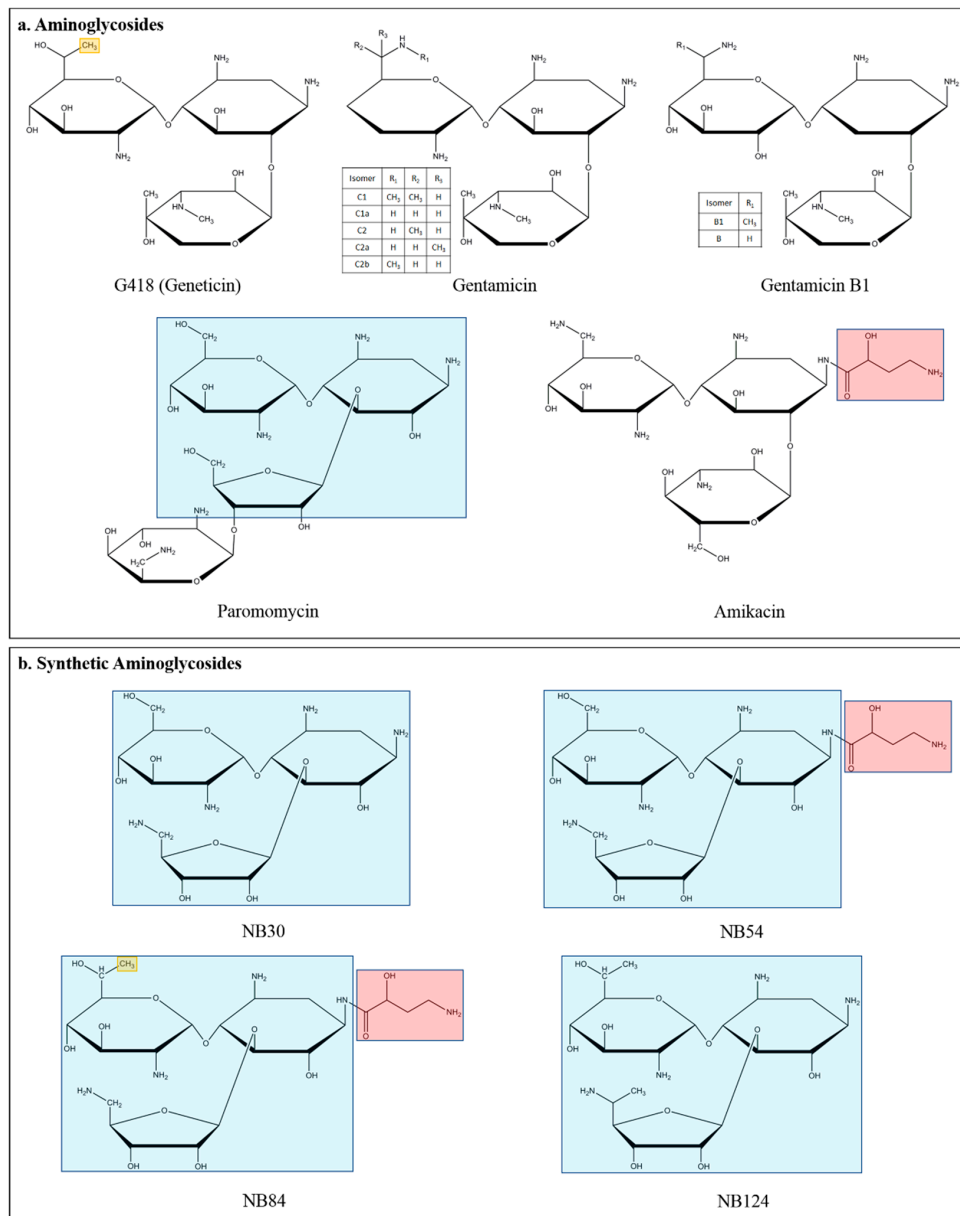 a. Aminoglycosides
HO CH₃
NH₂
NH₂
O
OH
OH
O
OH
NH₂
O
CH₃
OH
HN
CH₃
OH
O
G418 (Geneticin)
R₃
R₂
H
N
R₁
NH₂
NH₂
O
O
OH
NH₂
O
Isomer R₁ R₂ R₃
C1 CH₃ CH₃ H
C1a H H H
C2 H CH₃ H
C2a H H CH₃
C2b CH₃ H H
CH₃
OH
HN
CH₃
OH
O
Gentamicin
R₁ NH₂
NH₂
NH₂
O
OH
OH
O
OH
O
Isomer R₁
B1 CH₃
B H
CH₃
OH
HN
CH₃
OH
O
Gentamicin B1
HO
CH₂
NH₂
NH₂
O
O
OH
OH
O
NH₂
OH
HO
CH₂
O
OH
NH₂
O
OH
OH
NH₂
H₂C
O
Paromomycin
H₂N
CH₂
NH₂
HN
OH
O
NH₂
O
OH
OH
O
OH
NH₂
O
OH
OH
NH₂
O
H₂C
OH
Amikacin
b. Synthetic Aminoglycosides
HO
CH₂
NH₂
NH₂
O
O
OH
OH
O
NH₂
OH
H₂N
CH₂
O
OH
OH
NB30
HO
CH₂
NH₂
HN
OH
O
NH₂
O
O
OH
OH
O
NH₂
OH
H₂N
CH₂
O
OH
OH
NB54
HO
H
C
CH₃
NH₂
HN
OH
O
NH₂
O
O
OH
OH
O
NH₂
OH
H₂N
CH₂
O
OH
OH
NB84
HO
C
H
CH₃
NH₂
NH₂
O
O
OH
OH
O
NH₂
OH
H₂N
CH₃
O
OH
OH
NB124